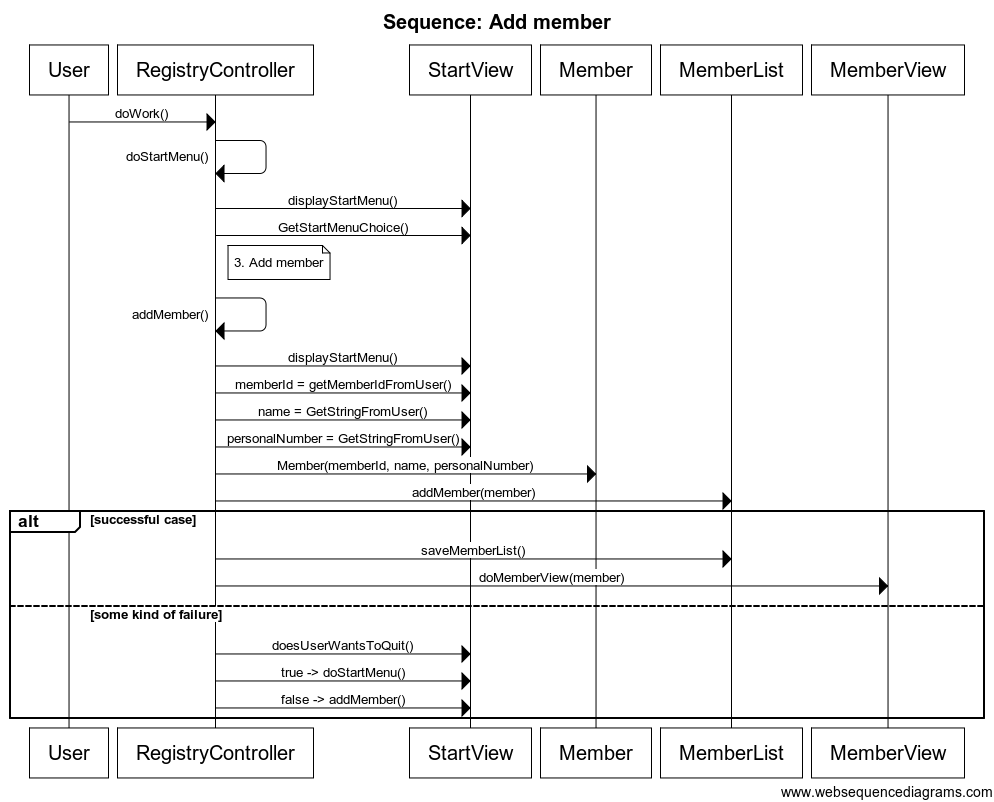 Sequence: Add member
User
RegistryController
StartView
Member
MemberList
MemberView
doWork()
doStartMenu()
displayStartMenu()
GetStartMenuChoice()
3. Add member
addMember()
displayStartMenu()
memberId = getMemberIdFromUser()
name = GetStringFromUser()
personalNumber = GetStringFromUser()
Member(memberId, name, personalNumber)
addMember(member)
alt
[successful case]
saveMemberList()
doMemberView(member)
[some kind of failure]
doesUserWantsToQuit()
true -> doStartMenu()
false -> addMember()
User
RegistryController
StartView
Member
MemberList
MemberView
www.websequencediagrams.com